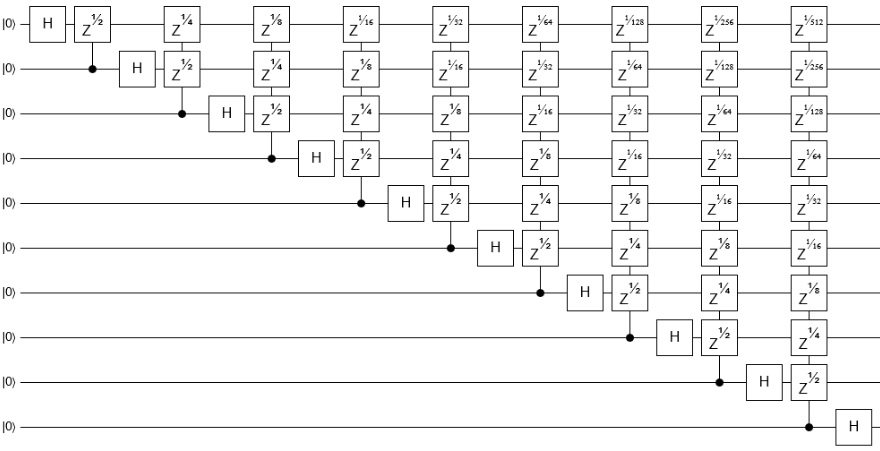 |0⟩ H Z^½ Z^¼ Z^⅛ Z^1/16 Z^1/32 Z^1/64 Z^1/128 Z^1/256 Z^1/512
|0⟩ H Z^½ Z^¼ Z^⅛ Z^1/16 Z^1/32 Z^1/64 Z^1/128 Z^1/256
|0⟩ H Z^½ Z^¼ Z^⅛ Z^1/16 Z^1/32 Z^1/64 Z^1/128
|0⟩ H Z^½ Z^¼ Z^⅛ Z^1/16 Z^1/32 Z^1/64
|0⟩ H Z^½ Z^¼ Z^⅛ Z^1/16 Z^1/32
|0⟩ H Z^½ Z^¼ Z^⅛ Z^1/16
|0⟩ H Z^½ Z^¼ Z^⅛
|0⟩ H Z^½ Z^¼
|0⟩ H Z^½
|0⟩ H